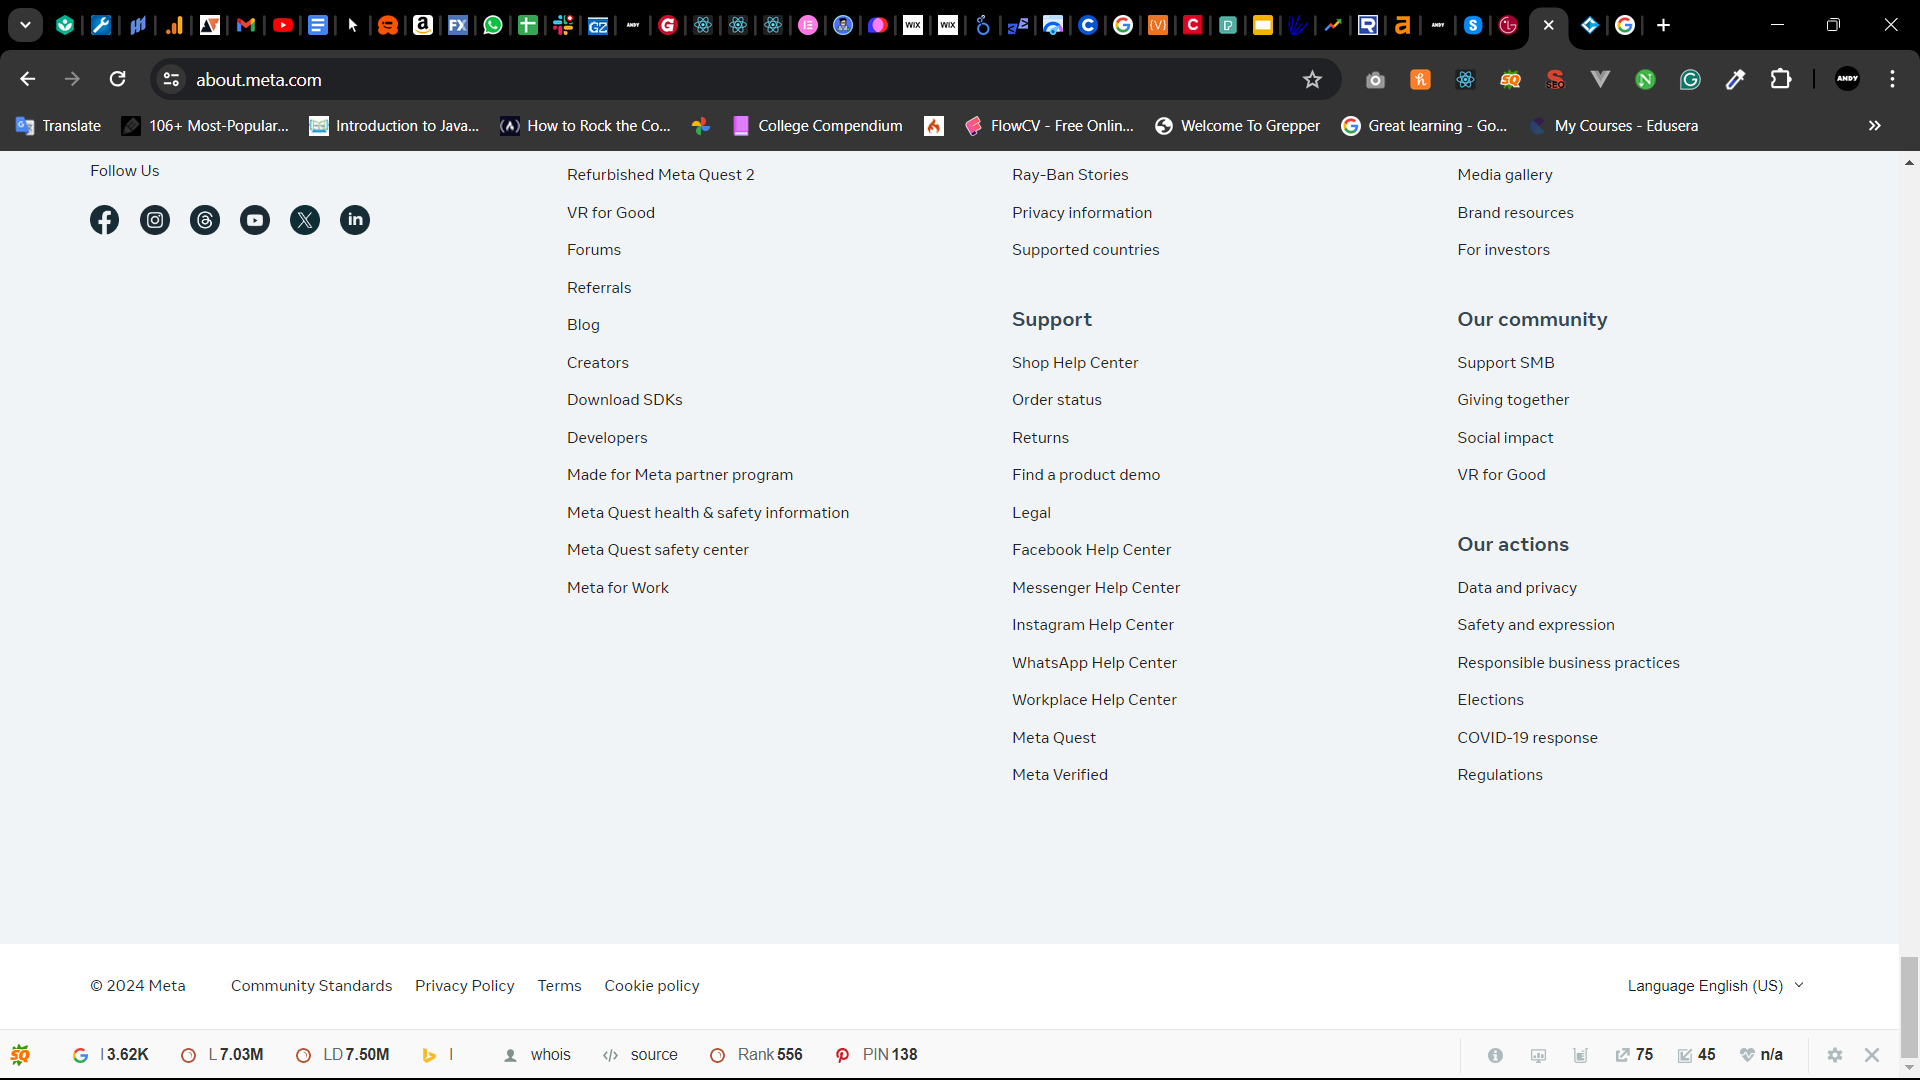 about.meta.com
ANDY
Translate
106+ Most-Popular...
Introduction to Java...
How to Rock the Co...
College Compendium
FlowCV - Free Onlin...
Welcome To Grepper
Great learning - Go...
My Courses - Edusera
Follow Us
Refurbished Meta Quest 2
VR for Good
Forums
Referrals
Blog
Creators
Download SDKs
Developers
Made for Meta partner program
Meta Quest health & safety information
Meta Quest safety center
Meta for Work
Ray-Ban Stories
Privacy information
Supported countries
Support
Shop Help Center
Order status
Returns
Find a product demo
Legal
Facebook Help Center
Messenger Help Center
Instagram Help Center
WhatsApp Help Center
Workplace Help Center
Meta Quest
Meta Verified
Media gallery
Brand resources
For investors
Our community
Support SMB
Giving together
Social impact
VR for Good
Our actions
Data and privacy
Safety and expression
Responsible business practices
Elections
COVID-19 response
Regulations
© 2024 Meta Community Standards Privacy Policy Terms Cookie policy Language English (US)
I 3.62K L 7.03M LD 7.50M I whois source Rank 556 PIN 138 75 45 n/a